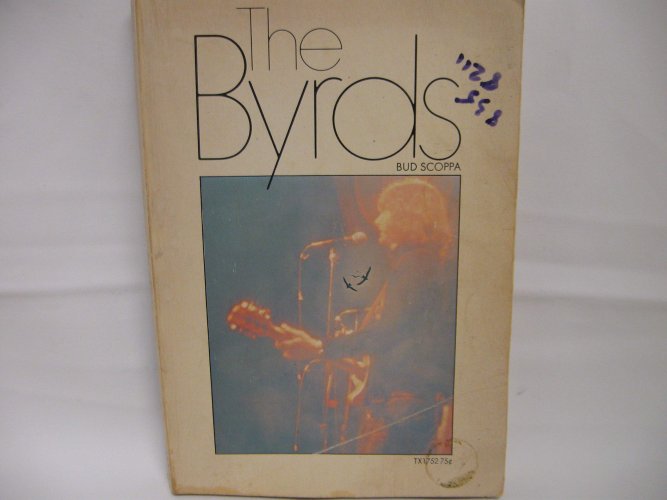 The
Byrds
BUD SCOPPA
TX1752 75¢